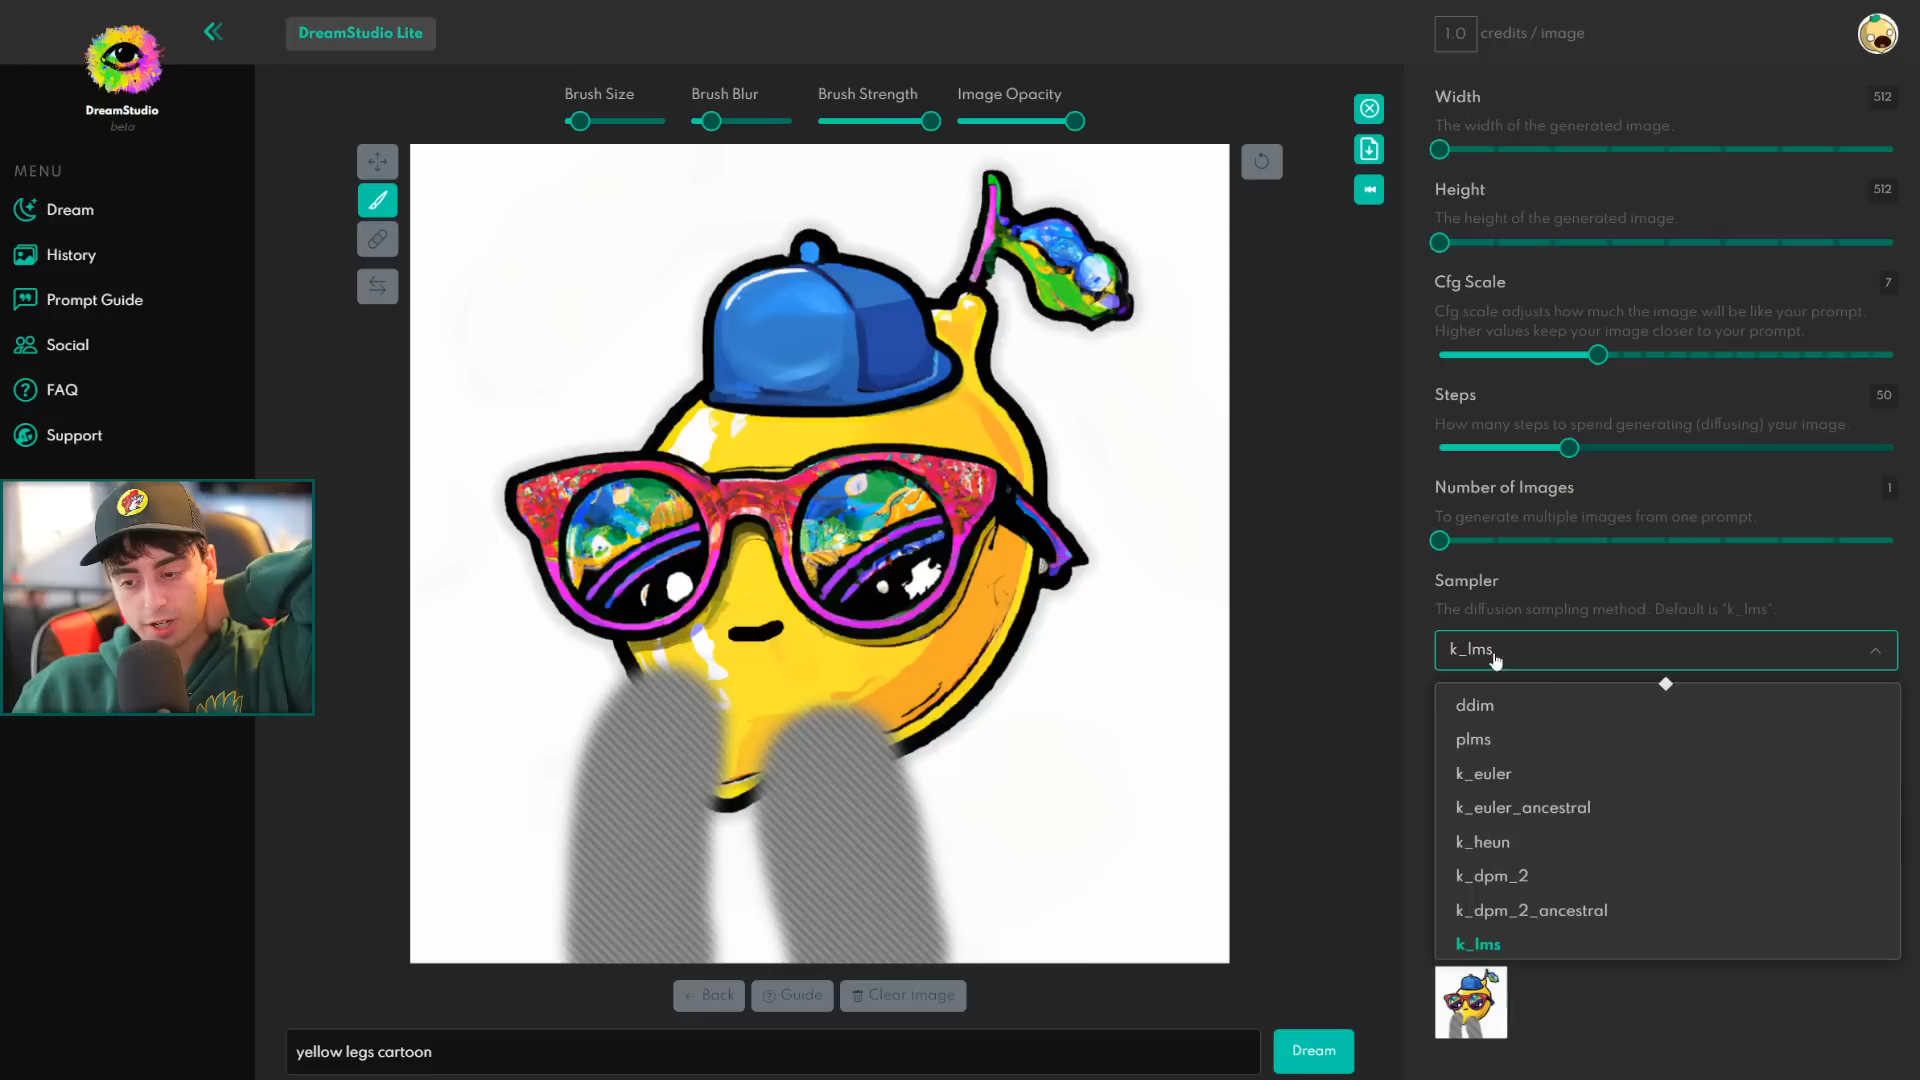 DreamStudio
beta
MENU
Dream
History
Prompt Guide
Social
FAQ
Support
DreamStudio Lite
Brush Size
Brush Blur
Brush Strength
Image Opacity
Back
Guide
Clear image
yellow legs cartoon
Dream
1.0 credits / image
Width 512
The width of the generated image.
Height 512
The height of the generated image.
Cfg Scale 7
Cfg scale adjusts how much the image will be like your prompt.
Higher values keep your image closer to your prompt.
Steps 50
How many steps to spend generating (diffusing) your image.
Number of Images 1
To generate multiple images from one prompt.
Sampler
The diffusion sampling method. Default is "k_lms".
k_lms
ddim
plms
k_euler
k_euler_ancestral
k_heun
k_dpm_2
k_dpm_2_ancestral
k_lms